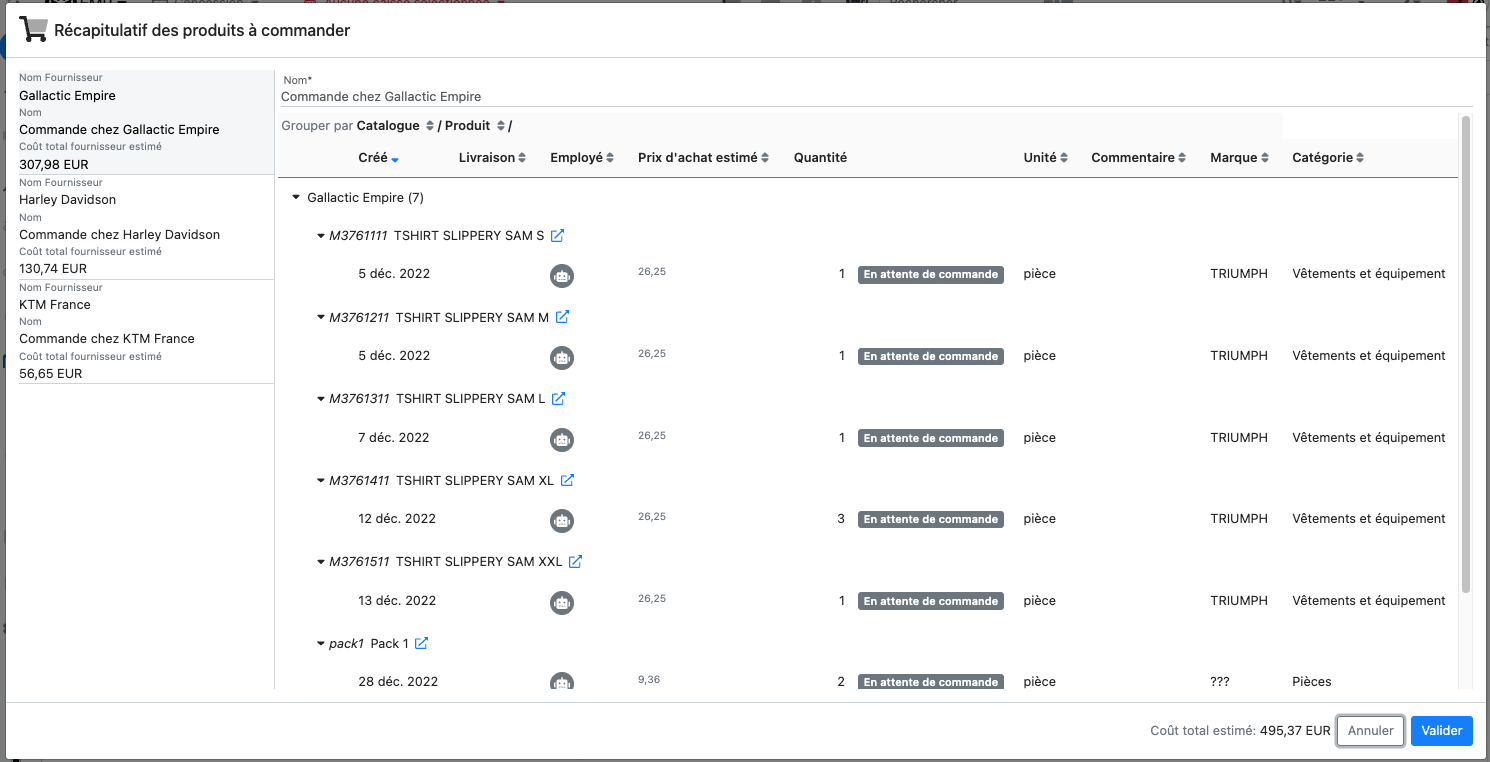 Récapitulatif des produits à commander
Nom Fournisseur
Gallactic Empire
Nom
Commande chez Gallactic Empire
Coût total fournisseur estimé
307,98 EUR
Nom Fournisseur
Harley Davidson
Nom
Commande chez Harley Davidson
Coût total fournisseur estimé
130,74 EUR
Nom Fournisseur
KTM France
Nom
Commande chez KTM France
Coût total fournisseur estimé
56,65 EUR
Nom*
Commande chez Gallactic Empire
Grouper par Catalogue / Produit /
Créé Livraison Employé Prix d'achat estimé Quantité Unité Commentaire Marque Catégorie
Gallactic Empire (7)
M3761111 TSHIRT SLIPPERY SAM S
5 déc. 2022 26,25 1 En attente de commande pièce TRIUMPH Vêtements et équipement
M3761211 TSHIRT SLIPPERY SAM M
5 déc. 2022 26,25 1 En attente de commande pièce TRIUMPH Vêtements et équipement
M3761311 TSHIRT SLIPPERY SAM L
7 déc. 2022 26,25 1 En attente de commande pièce TRIUMPH Vêtements et équipement
M3761411 TSHIRT SLIPPERY SAM XL
12 déc. 2022 26,25 3 En attente de commande pièce TRIUMPH Vêtements et équipement
M3761511 TSHIRT SLIPPERY SAM XXL
13 déc. 2022 26,25 1 En attente de commande pièce TRIUMPH Vêtements et équipement
pack1 Pack 1
28 déc. 2022 9,36 2 En attente de commande pièce ??? Pièces
Coût total estimé: 495,37 EUR Annuler Valider